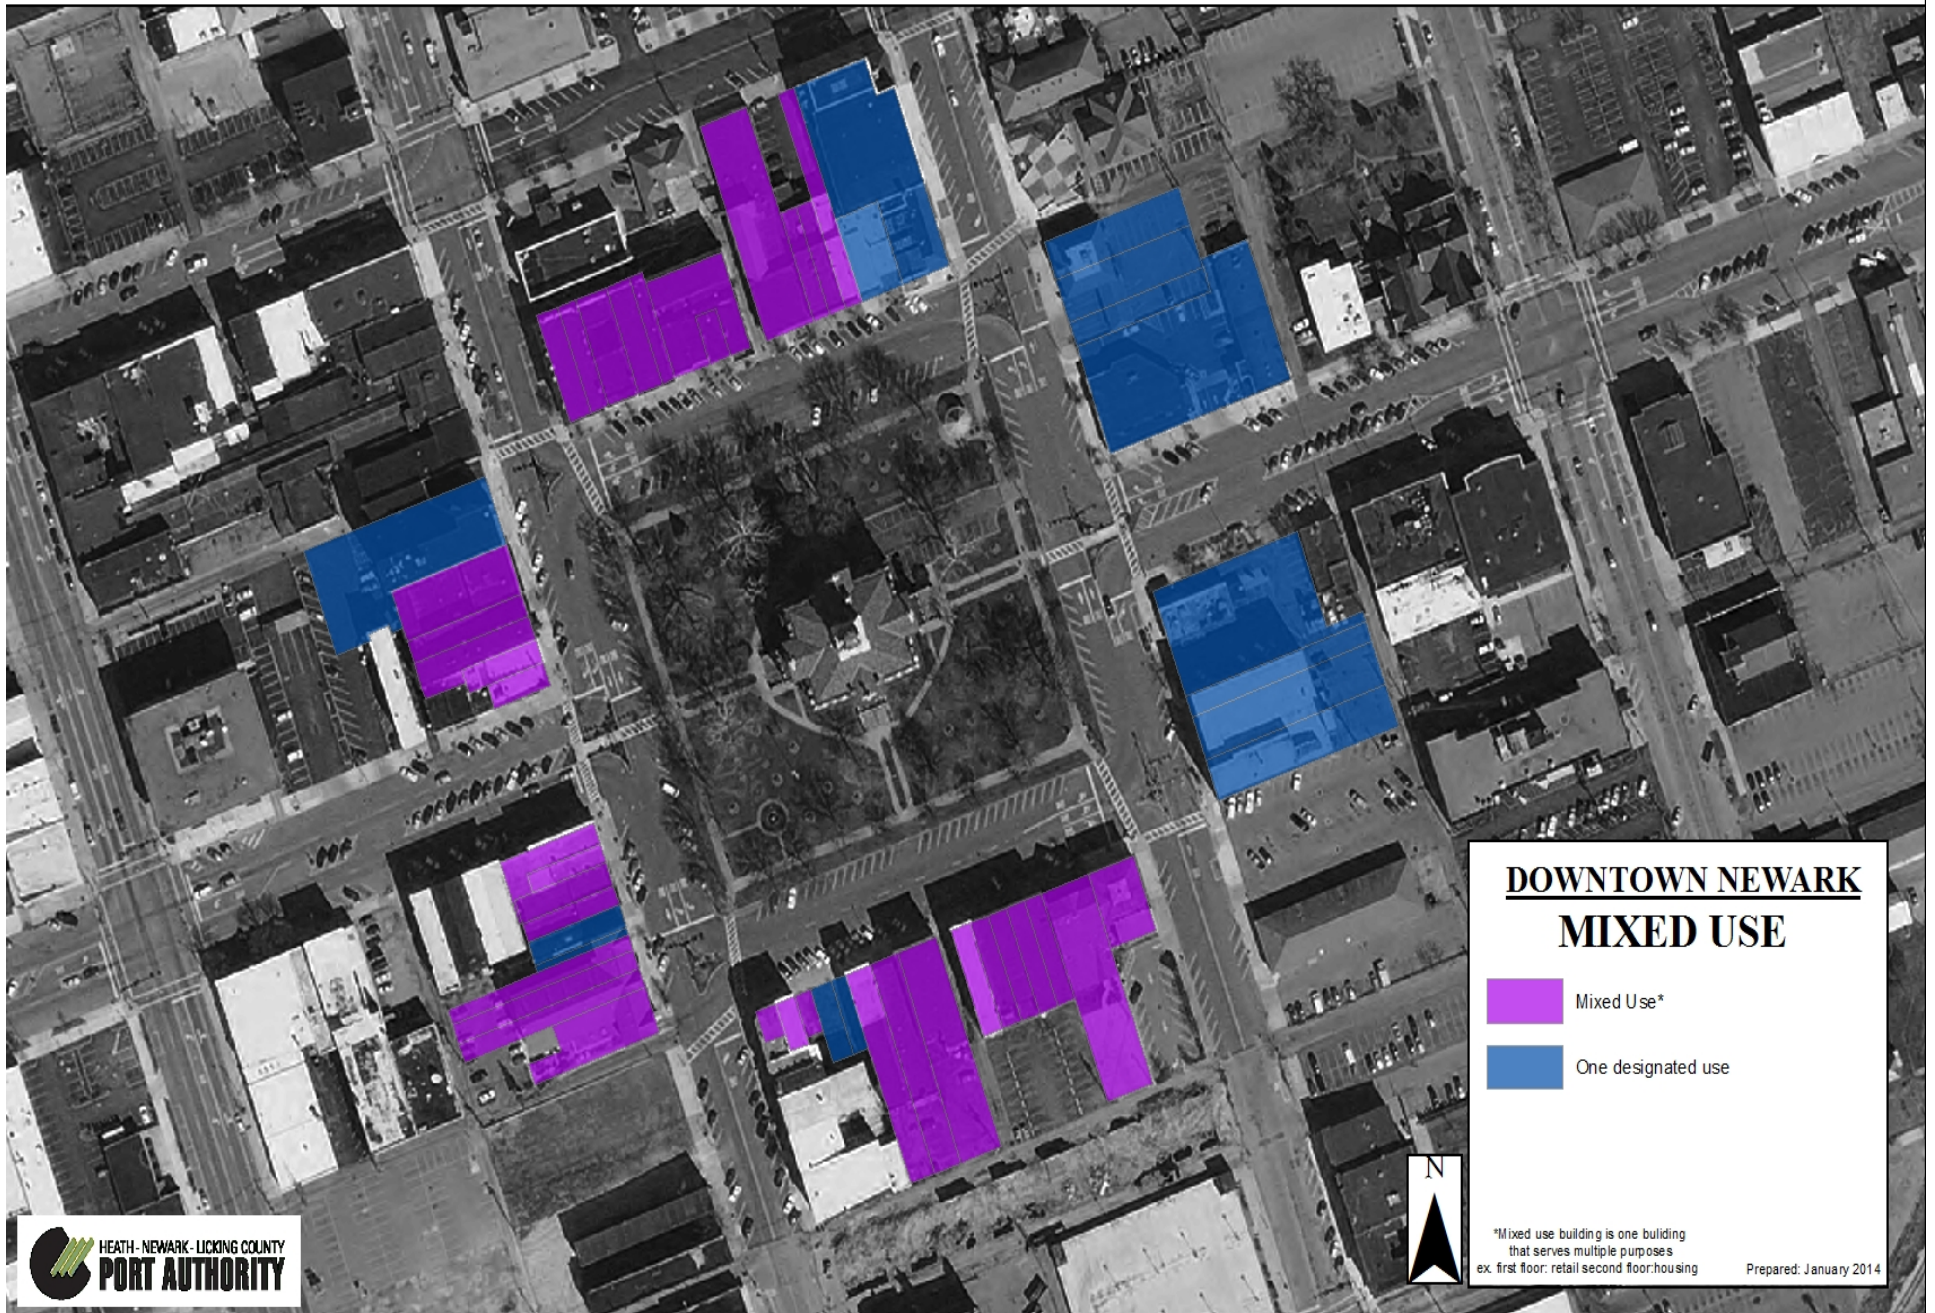 DOWNTOWN NEWARK
MIXED USE
Mixed Use*
One designated use
N
*Mixed use building is one buliding
that serves multiple purposes
ex. first floor: retail second floor:housing
Prepared: January 2014
HEATH - NEWARK - LICKING COUNTY
PORT AUTHORITY